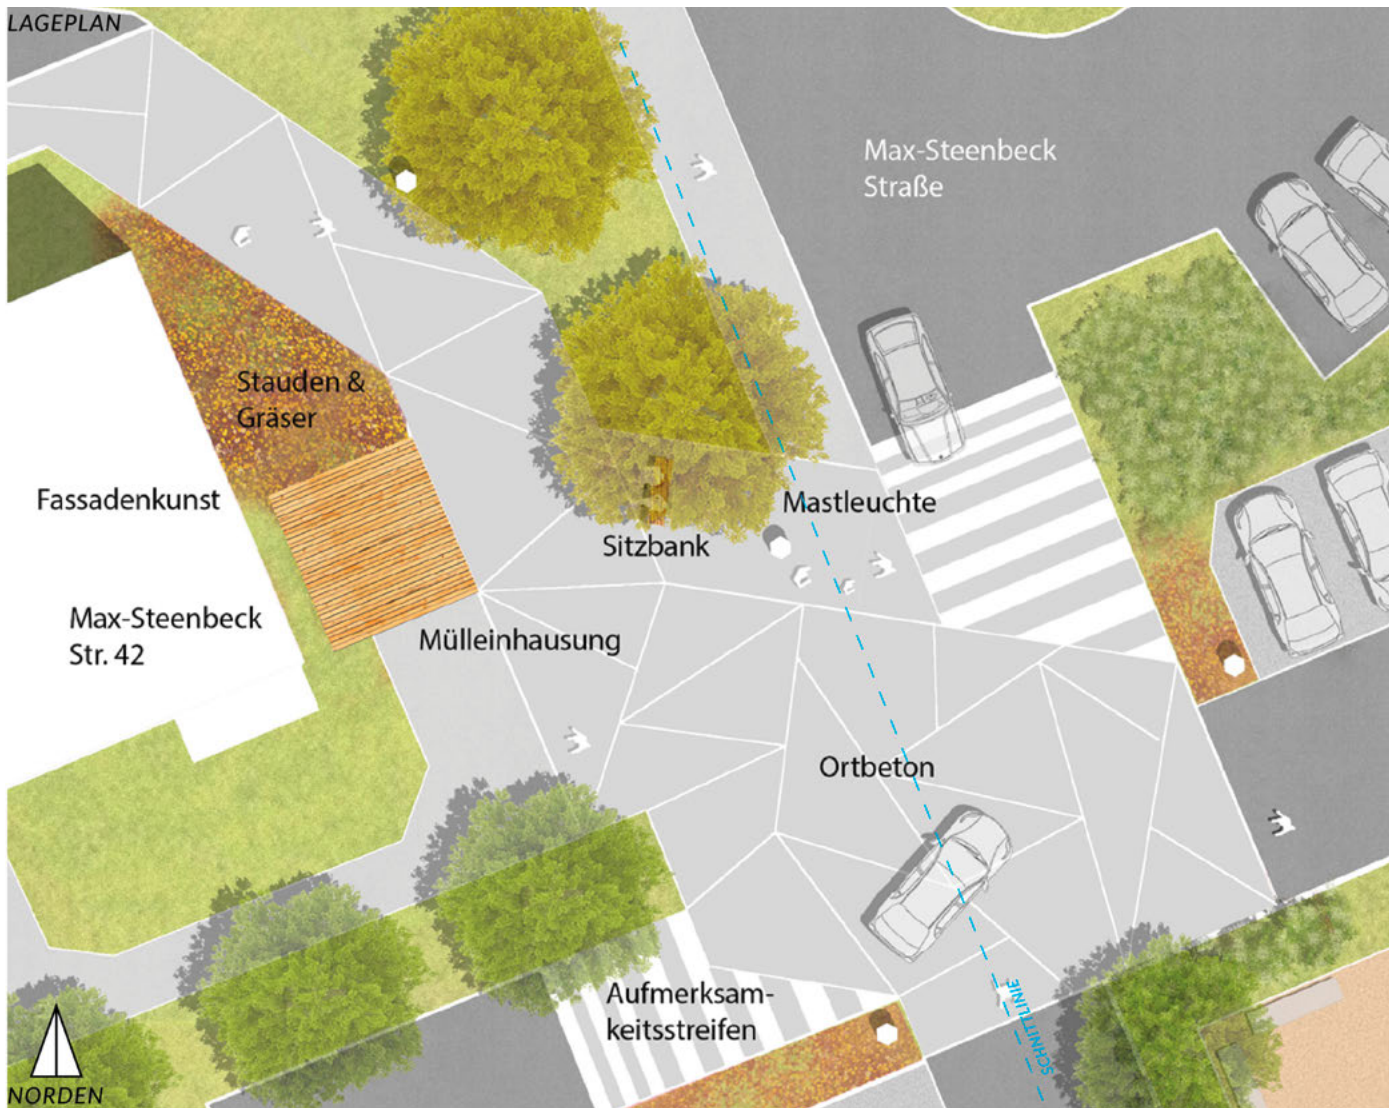 LAGEPLAN
Max-Steenbeck
Straße
Stauden &
Gräser
Fassadenkunst
Mastleuchte
Sitzbank
Max-Steenbeck
Str. 42
Mülleinhausung
Ortbeton
Aufmerksam-
keitsstreifen
SCHNITTLINIE
NORDEN